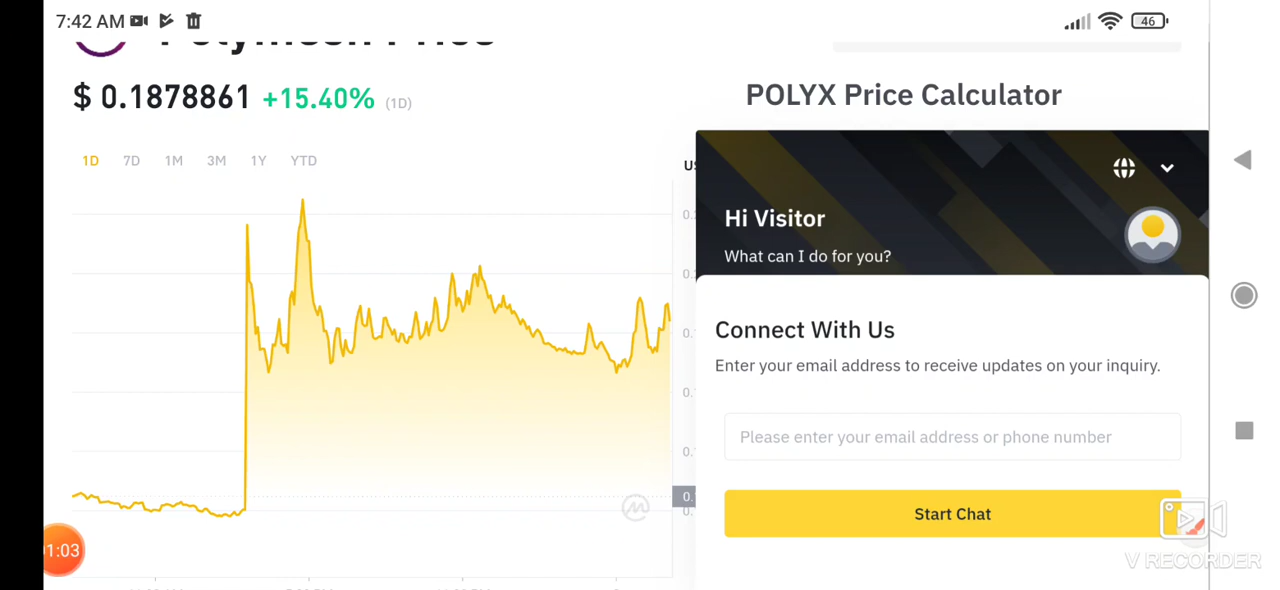 7:42 AM
46
Polymesh Price
$ 0.1878861 +15.40% (1D)
POLYX Price Calculator
1D 7D 1M 3M 1Y YTD
Hi Visitor
What can I do for you?
Connect With Us
Enter your email address to receive updates on your inquiry.
Please enter your email address or phone number
Start Chat
01:03
V RECORDER